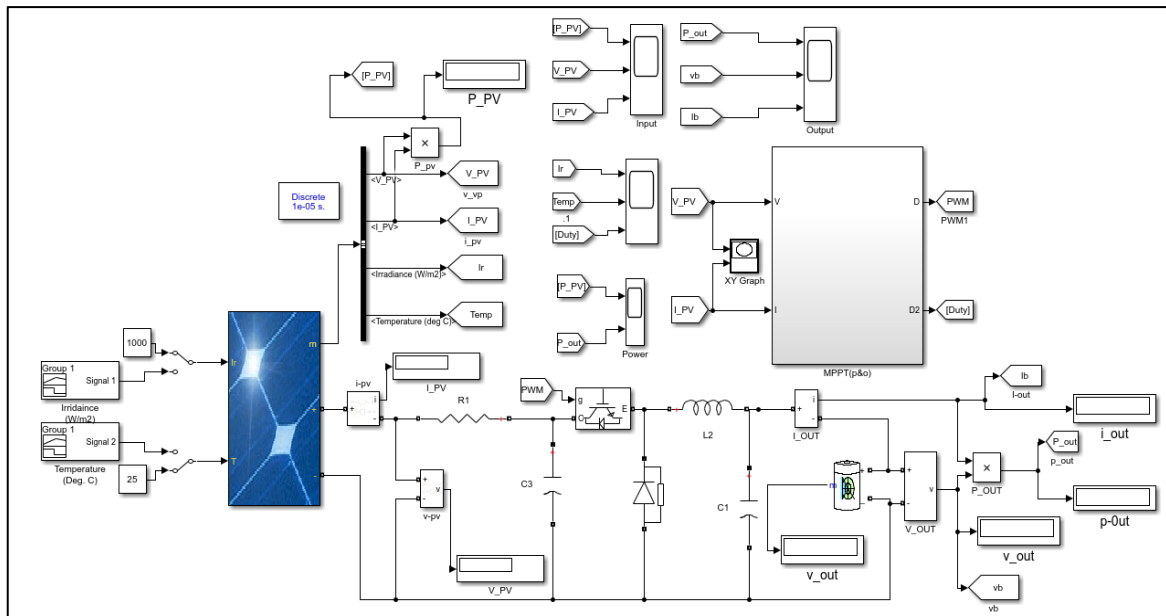 [P_PV]
P_PV
×
P_pv
Discrete
1e-05 s.
<V_PV>
V_PV
v_vp
<I_PV>
I_PV
i_pv
<Irradiance (W/m2)>
Ir
<Temperature (deg C)>
Temp
[P_PV]
V_PV
I_PV
Input
P_out
vb
Ib
Output
Ir
Temp
.1
[Duty]
[P_PV]
P_out
Power
V_PV
I_PV
XY Graph
V
I
D
D2
MPPT(p&o)
PWM
PWM1
[Duty]
1000
Group 1
Signal 1
Irridaince
(W/m2)
Group 1
Signal 2
Temperature
(Deg. C)
25
Ir
T
m
+
-
i-pv
+
i
-
I_PV
R1
+
v
-
v-pv
V_PV
C3
+
PWM
g
C
E
L2
+
C1
+
+
i
-
I_OUT
m
+
-
v_out
+
v
-
V_OUT
Ib
I-out
i_out
×
P_OUT
P_out
p_out
p-0ut
v_out
vb
vb